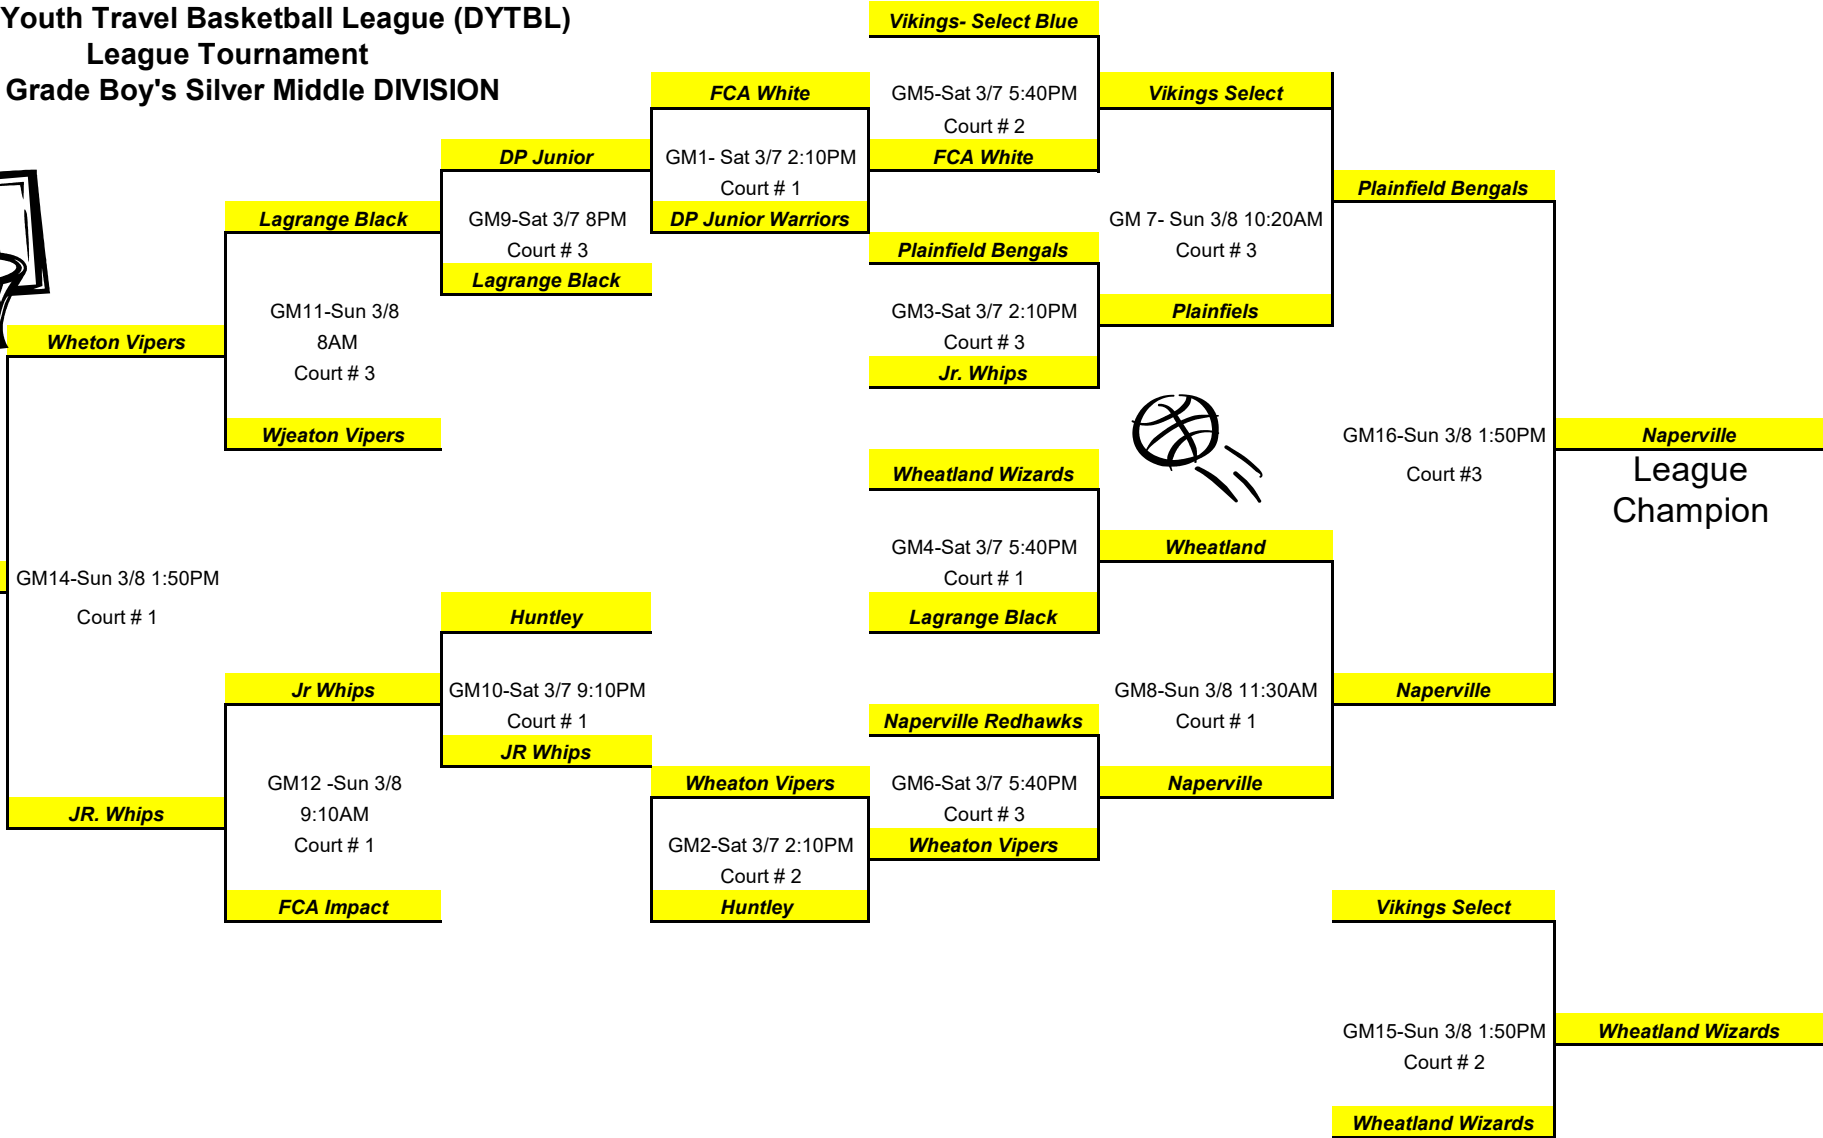 Youth Travel Basketball League (DYTBL)
League Tournament
Grade Boy's Silver Middle DIVISION
Vikings- Select Blue
FCA White
GM5-Sat 3/7 5:40PM
Vikings Select
Court # 2
DP Junior
GM1- Sat 3/7 2:10PM
FCA White
Court # 1
Plainfield Bengals
Lagrange Black
GM9-Sat 3/7 8PM
DP Junior Warriors
GM 7- Sun 3/8 10:20AM
Court # 3
Plainfield Bengals
Court # 3
Lagrange Black
GM11-Sun 3/8
GM3-Sat 3/7 2:10PM
Plainfiels
Wheton Vipers
8AM
Court # 3
Court # 3
Jr. Whips
Wjeaton Vipers
GM16-Sun 3/8 1:50PM
Naperville
Wheatland Wizards
Court #3
League
Champion
GM4-Sat 3/7 5:40PM
Wheatland
GM14-Sun 3/8 1:50PM
Court # 1
Court # 1
Huntley
Lagrange Black
Jr Whips
GM10-Sat 3/7 9:10PM
GM8-Sun 3/8 11:30AM
Naperville
Court # 1
Naperville Redhawks
Court # 1
JR Whips
GM12 -Sun 3/8
Wheaton Vipers
GM6-Sat 3/7 5:40PM
Naperville
JR. Whips
9:10AM
Court # 3
Court # 1
GM2-Sat 3/7 2:10PM
Wheaton Vipers
Court # 2
FCA Impact
Huntley
Vikings Select
GM15-Sun 3/8 1:50PM
Wheatland Wizards
Court # 2
Wheatland Wizards